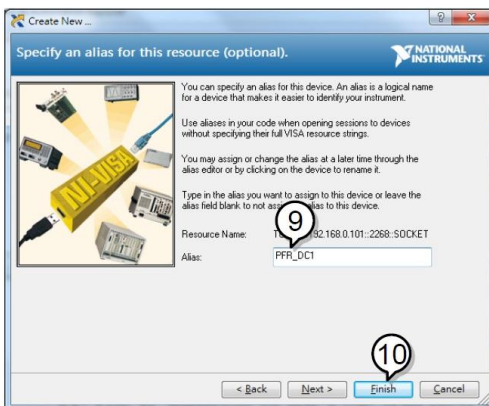 Create New ...
Specify an alias for this resource (optional).
NATIONAL
INSTRUMENTS
You can specify an alias for this device. An alias is a logical name
for a device that makes it easier to identify your instrument.
Use aliases in your code when opening sessions to devices
without specifying their full VISA resource strings.
You may assign or change the alias at a later time through the
alias editor or by clicking on the device to rename it.
Type in the alias you want to assign to this device or leave the
alias field blank to not alias to this device.
NI-VISA
9
Resource Name: 92.168.0.101::2268::SOCKET
Alias: PFR_DC1
10
< Back Next > Finish Cancel